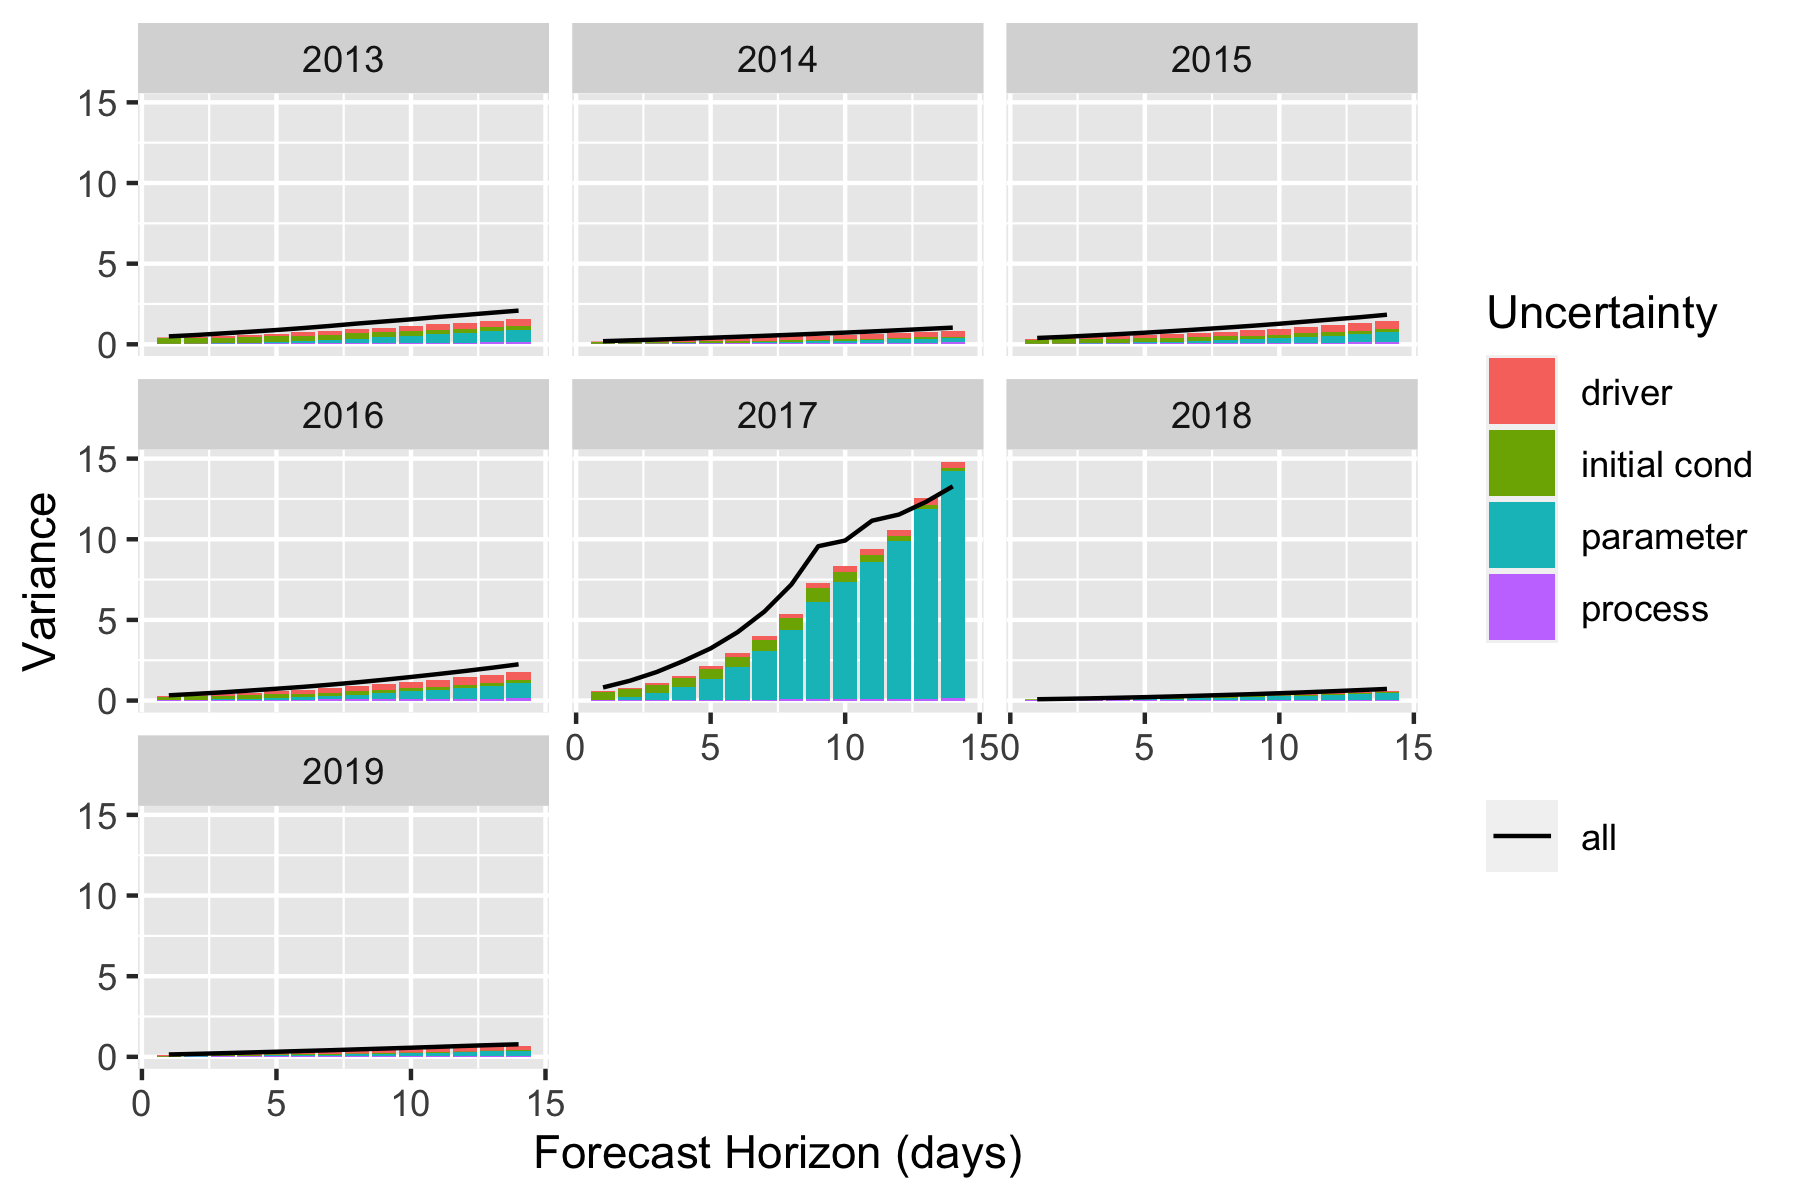 2013 2014 2015
15
10
5
0
2016 2017 2018
15
10
5
0
0 5 10 15 0 5 10 15
2019
15
10
5
0
0 5 10 15
Variance
Forecast Horizon (days)
Uncertainty
driver
initial cond
parameter
process
all